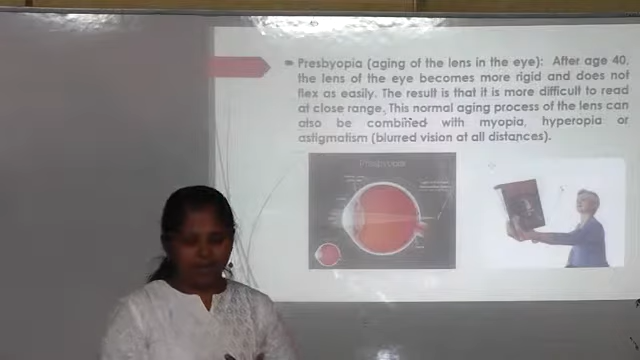 Presbyopia (aging of the lens in the eye): After age 40,
the lens of the eye becomes more rigid and does not
flex as easily. The result is that it is more difficult to read
at close range. This normal aging process of the lens can
also be combined with myopia, hyperopia or
astigmatism (blurred vision at all distances).
Presbyopia